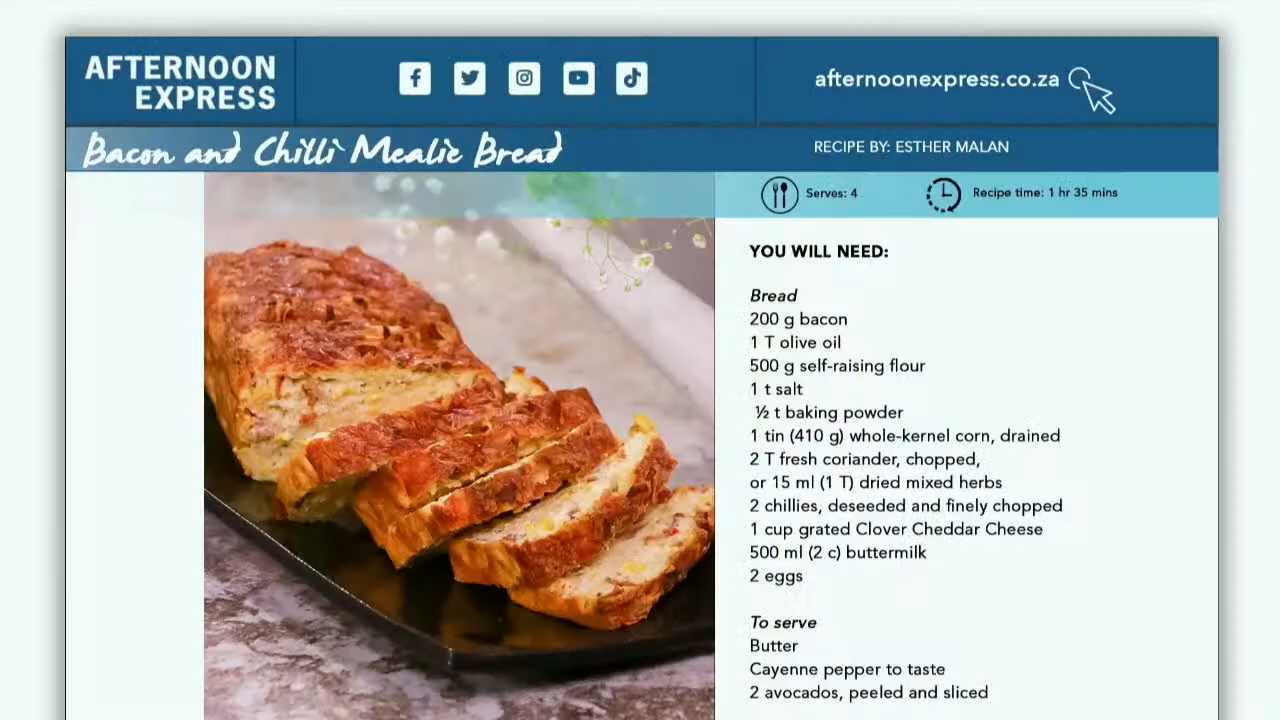 AFTERNOON
EXPRESS
afternoonexpress.co.za
Bacon and Chilli Mealie Bread
RECIPE BY: ESTHER MALAN
Serves: 4
Recipe time: 1 hr 35 mins
YOU WILL NEED:
Bread
200 g bacon
1 T olive oil
500 g self-raising flour
1 t salt
½ t baking powder
1 tin (410 g) whole-kernel corn, drained
2 T fresh coriander, chopped,
or 15 ml (1 T) dried mixed herbs
2 chillies, deseeded and finely chopped
1 cup grated Clover Cheddar Cheese
500 ml (2 c) buttermilk
2 eggs
To serve
Butter
Cayenne pepper to taste
2 avocados, peeled and sliced